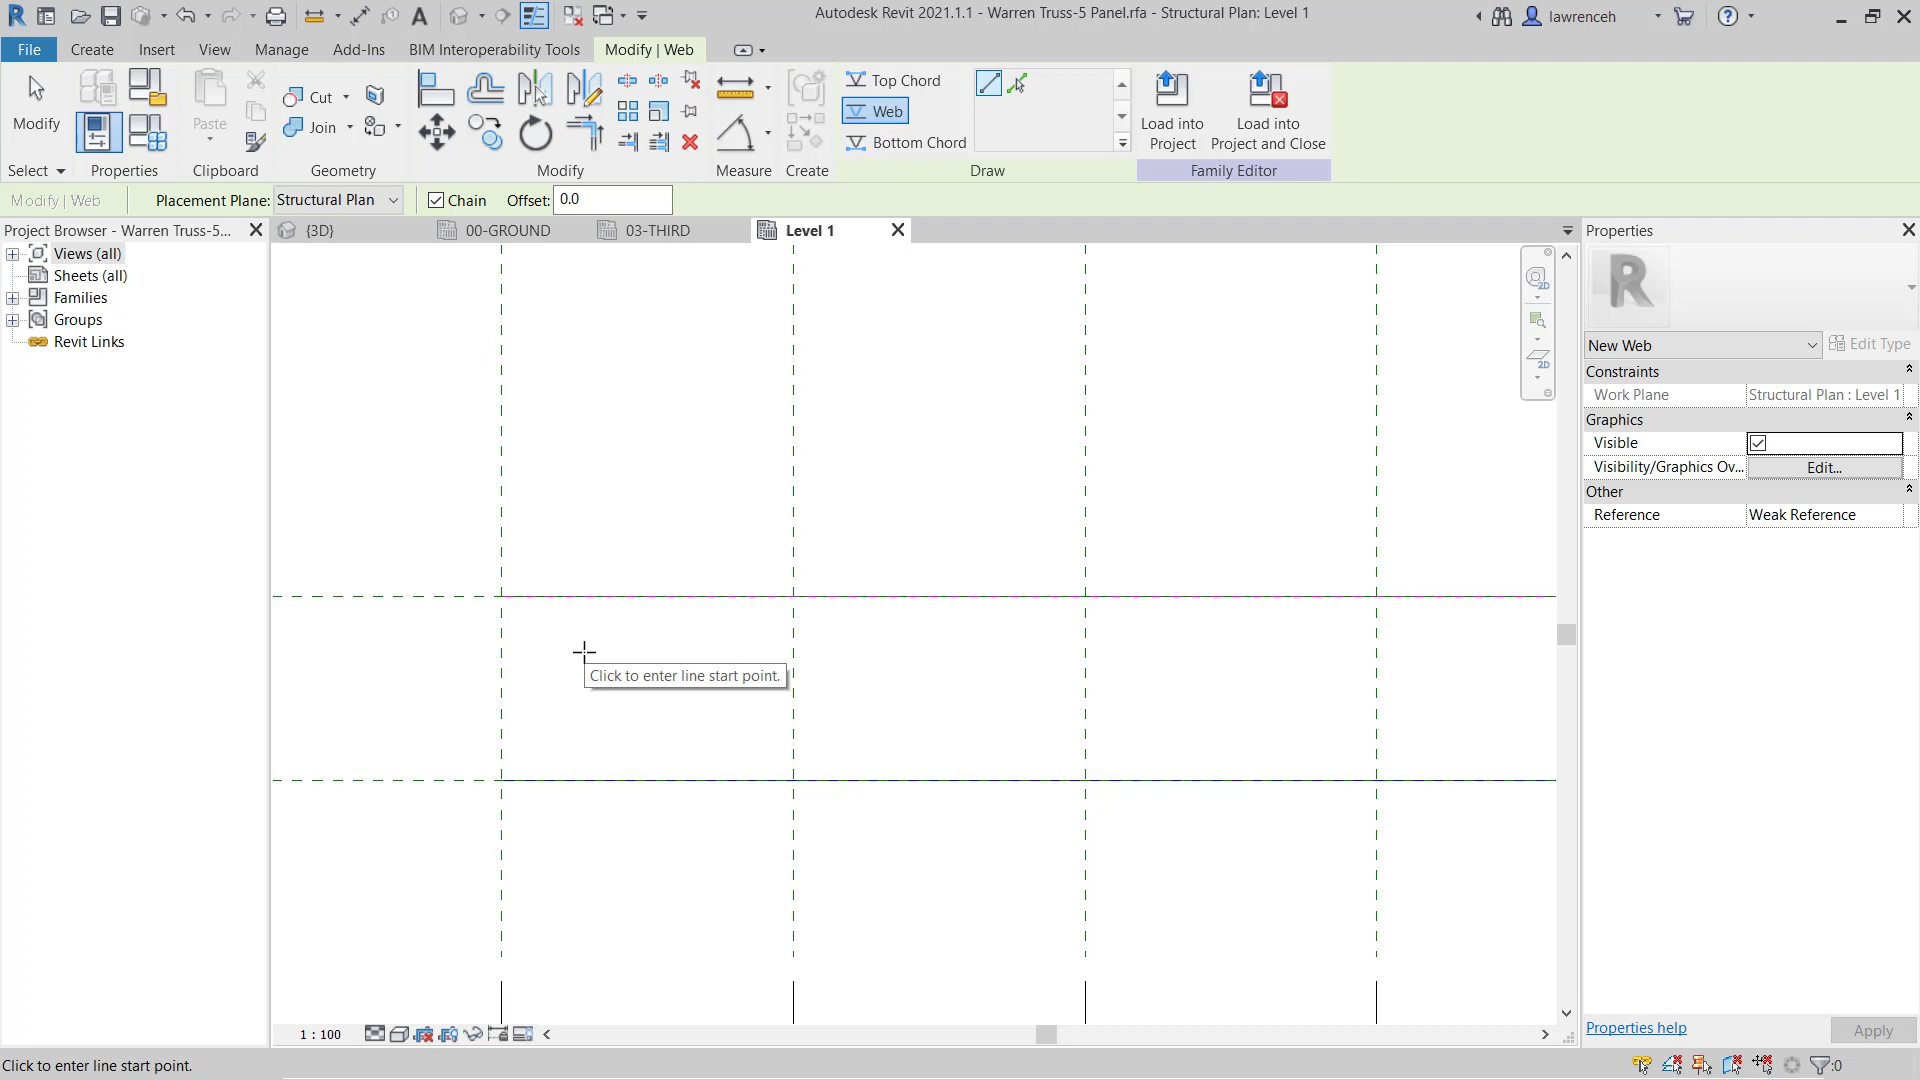 Autodesk Revit 2021.1.1 - Warren Truss-5 Panel.rfa - Structural Plan: Level 1
lawrenceh
File
Create
Insert
View
Manage
Add-Ins
BIM Interoperability Tools
Modify | Web
Modify
Paste
Cut
Join
Top Chord
Web
Bottom Chord
Load into
Project
Load into
Project and Close
Select
Properties
Clipboard
Geometry
Modify
Measure
Create
Draw
Family Editor
Modify | Web
Placement Plane:
Structural Plan
Chain
Offset:
0.0
Project Browser - Warren Truss-5...
{3D}
00-GROUND
03-THIRD
Level 1
Properties
Views (all)
Sheets (all)
Families
Groups
Revit Links
2D
2D
Click to enter line start point.
R
New Web
Edit Type
Constraints
Work Plane
Structural Plan : Level 1
Graphics
Visible
Visibility/Graphics Ov...
Edit...
Other
Reference
Weak Reference
Properties help
Apply
1 : 100
Click to enter line start point.
:0